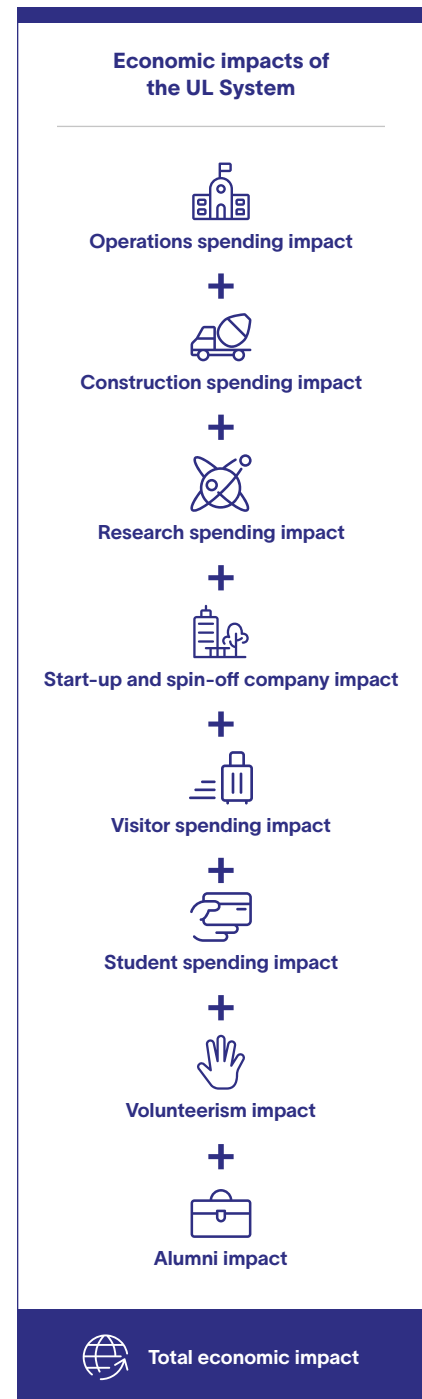 Economic impacts of
the UL System
Operations spending impact
+
Construction spending impact
+
Research spending impact
+
Start-up and spin-off company impact
+
Visitor spending impact
+
Student spending impact
+
Volunteerism impact
+
Alumni impact
Total economic impact